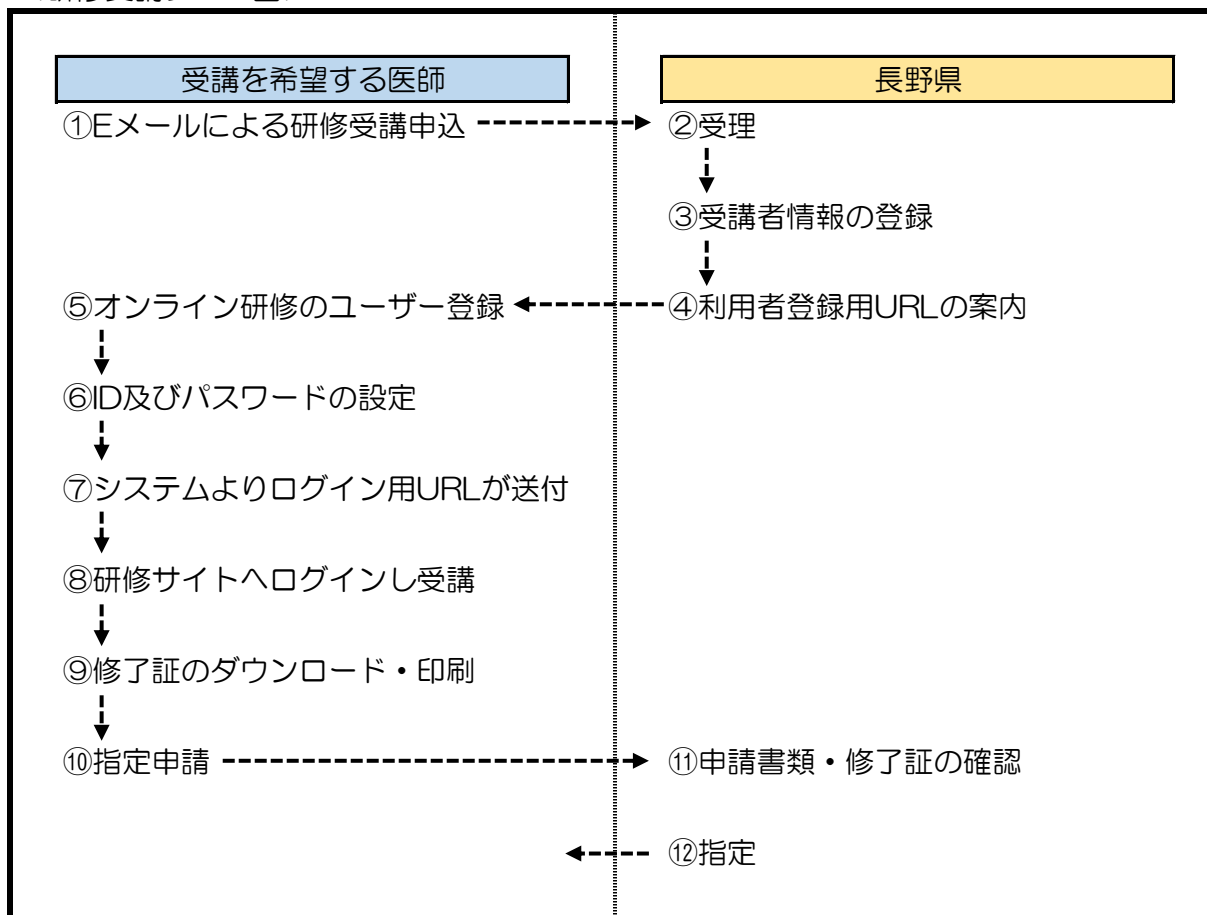 受講を希望する医師
長野県
①Eメールによる研修受講申込
②受理
③受講者情報の登録
④利用者登録用URLの案内
⑤オンライン研修のユーザー登録
⑥ID及びパスワードの設定
⑦システムよりログイン用URLが送付
⑧研修サイトへログインし受講
⑨修了証のダウンロード・印刷
⑩指定申請
⑪申請書類・修了証の確認
⑫指定